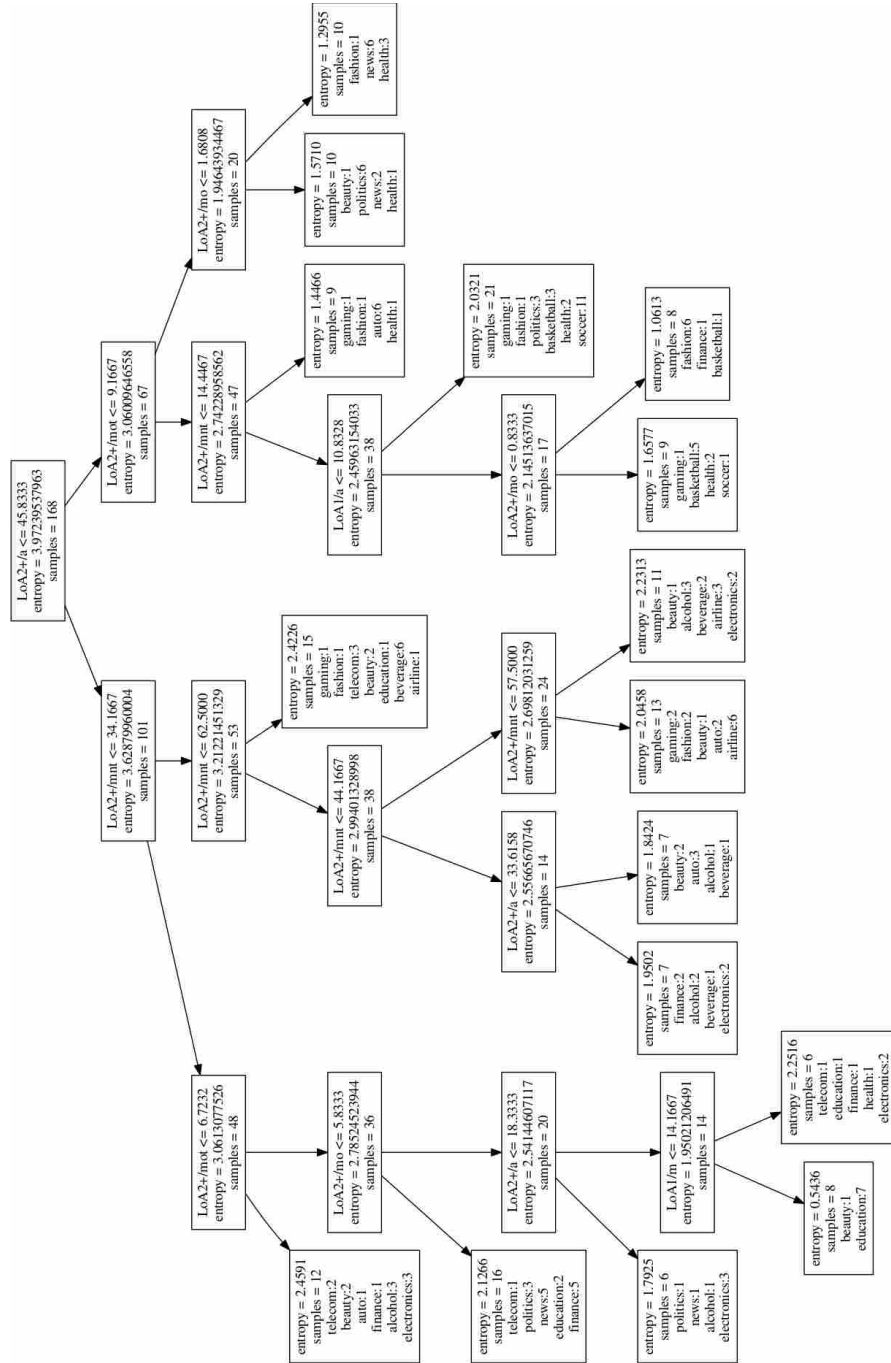 LoA2+/a <= 45.8333
entropy = 3.97239537963
samples = 168
LoA2+/mnt <= 34.1667
entropy = 3.62879960004
samples = 101
LoA2+/mot <= 9.1667
entropy = 3.06009646558
samples = 67
LoA2+/mot <= 6.7232
entropy = 3.0613077526
samples = 48
LoA2+/mnt <= 62.5000
entropy = 3.21221451329
samples = 53
LoA2+/mnt <= 14.4467
entropy = 2.74228958562
samples = 47
LoA2+/mo <= 1.6808
entropy = 1.94643934467
samples = 20
entropy = 2.4591
samples = 12
telecom:2
beauty:2
auto:1
finance:1
alcohol:3
electronics:3
LoA2+/mo <= 5.8333
entropy = 2.78524523944
samples = 36
LoA2+/mnt <= 44.1667
entropy = 2.99401328998
samples = 38
entropy = 2.4226
samples = 15
gaming:1
fashion:1
telecom:3
beauty:2
education:1
beverage:6
airline:1
LoA1/a <= 10.8328
entropy = 2.45963154033
samples = 38
entropy = 1.4466
samples = 9
gaming:1
fashion:1
auto:6
health:1
entropy = 1.5710
samples = 10
beauty:1
politics:6
news:2
health:1
entropy = 1.2955
samples = 10
fashion:1
news:6
health:3
entropy = 2.1266
samples = 16
telecom:1
politics:3
news:5
education:2
finance:5
LoA2+/a <= 18.3333
entropy = 2.54144607117
samples = 20
LoA2+/a <= 33.6158
entropy = 2.55665670746
samples = 14
LoA2+/mnt <= 57.5000
entropy = 2.69812031259
samples = 24
LoA2+/mo <= 0.8333
entropy = 2.14513637015
samples = 17
entropy = 2.0321
samples = 21
gaming:1
fashion:1
politics:3
basketball:3
health:2
soccer:11
entropy = 1.7925
samples = 6
politics:1
news:1
alcohol:1
electronics:3
LoA1/m <= 14.1667
entropy = 1.95021206491
samples = 14
entropy = 1.9502
samples = 7
finance:2
alcohol:2
beverage:1
electronics:2
entropy = 1.8424
samples = 7
beauty:2
auto:3
alcohol:1
beverage:1
entropy = 2.0458
samples = 13
gaming:2
fashion:2
beauty:1
auto:2
airline:6
entropy = 2.2313
samples = 11
beauty:1
alcohol:3
beverage:2
airline:3
electronics:2
entropy = 1.6577
samples = 9
gaming:1
basketball:5
health:2
soccer:1
entropy = 1.0613
samples = 8
fashion:6
finance:1
basketball:1
entropy = 0.5436
samples = 8
beauty:1
education:7
entropy = 2.2516
samples = 6
telecom:1
education:1
finance:1
health:1
electronics:2